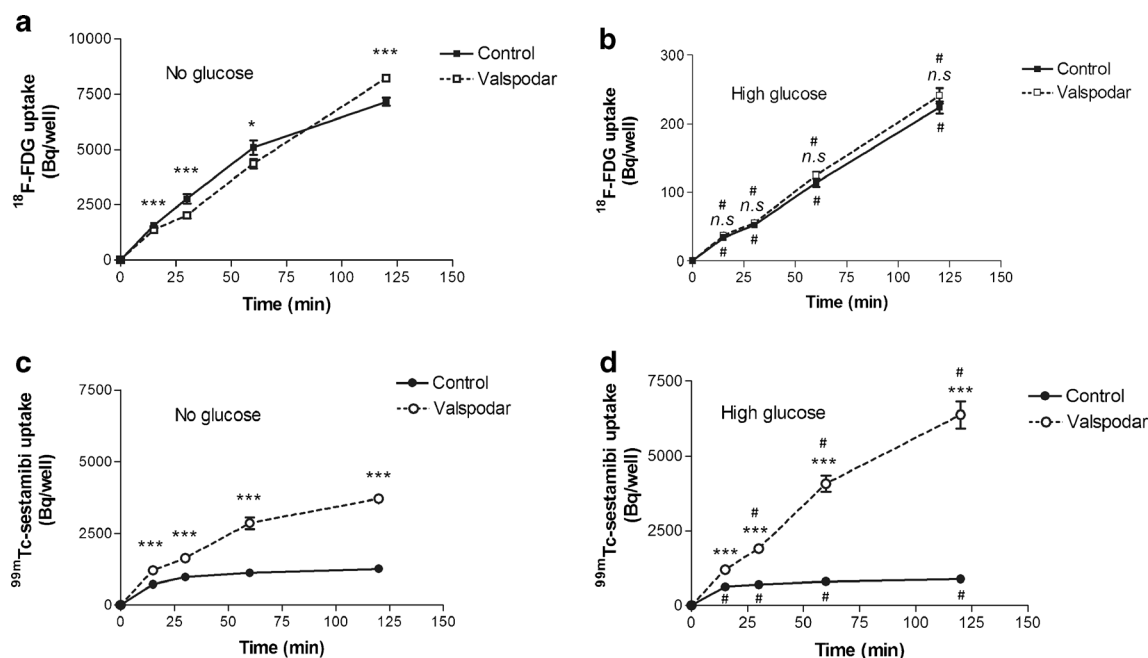 a
10000
7500
5000
2500
0
0 25 50 75 100 125 150
18F-FDG uptake
(Bq/well)
Time (min)
No glucose
Control
Valspodar
***
***
*
***
b
300
200
100
0
0 25 50 75 100 125 150
18F-FDG uptake
(Bq/well)
Time (min)
High glucose
Control
Valspodar
#
n.s
#
#
n.s
#
#
n.s
#
#
n.s
#
c
7500
5000
2500
0
0 25 50 75 100 125 150
99mTc-sestamibi uptake
(Bq/well)
Time (min)
No glucose
Control
Valspodar
***
***
***
***
d
7500
5000
2500
0
0 25 50 75 100 125 150
99mTc-sestamibi uptake
(Bq/well)
Time (min)
High glucose
Control
Valspodar
***
#
#
***
#
#
***
#
#
***
#